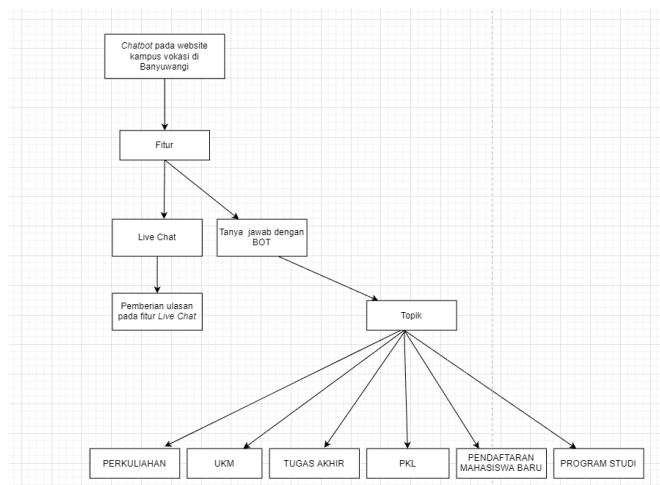 Chatbot pada website
kampus vokasi di
Banyuwangi
Fitur
Live Chat
Tanya jawab dengan
BOT
Pemberian ulasan
pada fitur Live Chat
Topik
PERKULIAHAN
UKM
TUGAS AKHIR
PKL
PENDAFTARAN
MAHASISWA BARU
PROGRAM STUDI